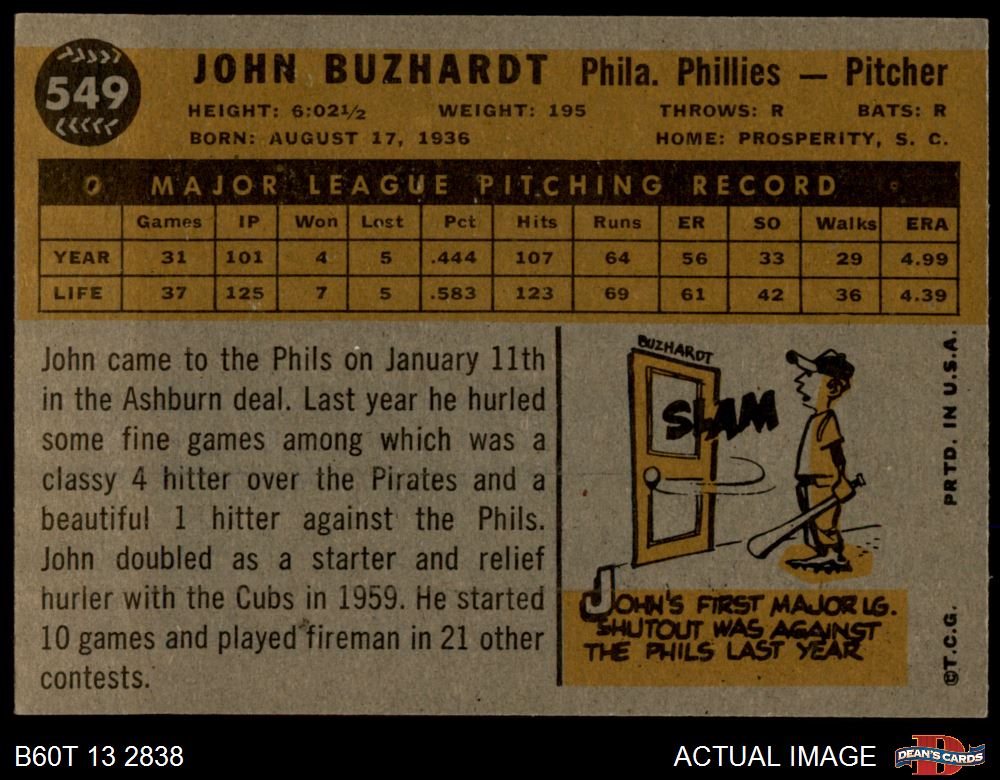 549
JOHN BUZHARDT Phila. Phillies — Pitcher
HEIGHT: 6:02½ WEIGHT: 195 THROWS: R BATS: R
BORN: AUGUST 17, 1936 HOME: PROSPERITY, S. C.
MAJOR LEAGUE PITCHING RECORD
Games IP Won Lost Pct Hits Runs ER SO Walks ERA
YEAR 31 101 4 5 .444 107 64 56 33 29 4.99
LIFE 37 125 7 5 .583 123 69 61 42 36 4.39
John came to the Phils on January 11th
in the Ashburn deal. Last year he hurled
some fine games among which was a
classy 4 hitter over the Pirates and a
beautiful 1 hitter against the Phils.
John doubled as a starter and relief
hurler with the Cubs in 1959. He started
10 games and played fireman in 21 other
contests.
BUZHARDT
SLAM
JOHN'S FIRST MAJOR LG.
SHUTOUT WAS AGAINST
THE PHILS LAST YEAR
©T.C.G. PRTD. IN U.S.A.
B60T 13 2838
ACTUAL IMAGE
D
DEAN'S CARDS